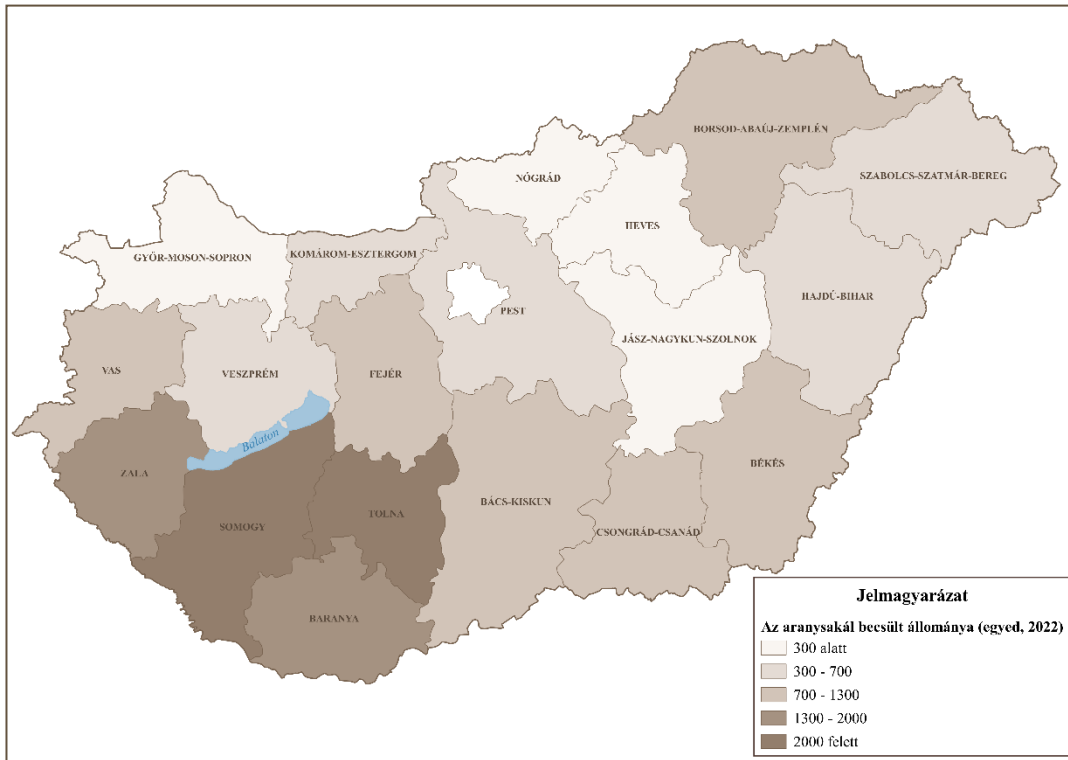 BORSOD-ABAÚJ-ZEMPLÉN
NÓGRÁD
SZABOLCS-SZATMÁR-BEREG
HEVES
GYŐR-MOSON-SOPRON
KOMÁROM-ESZTERGOM
HAJDÚ-BIHAR
PEST
JÁSZ-NAGYKUN-SZOLNOK
VAS
VESZPRÉM
FEJÉR
Balaton
ZALA
BÉKÉS
BÁCS-KISKUN
SOMOGY
TOLNA
CSONGRÁD-CSANÁD
BARANYA
Jelmagyarázat
Az aranysakál becsült állománya (egyed, 2022)
300 alatt
300 - 700
700 - 1300
1300 - 2000
2000 felett